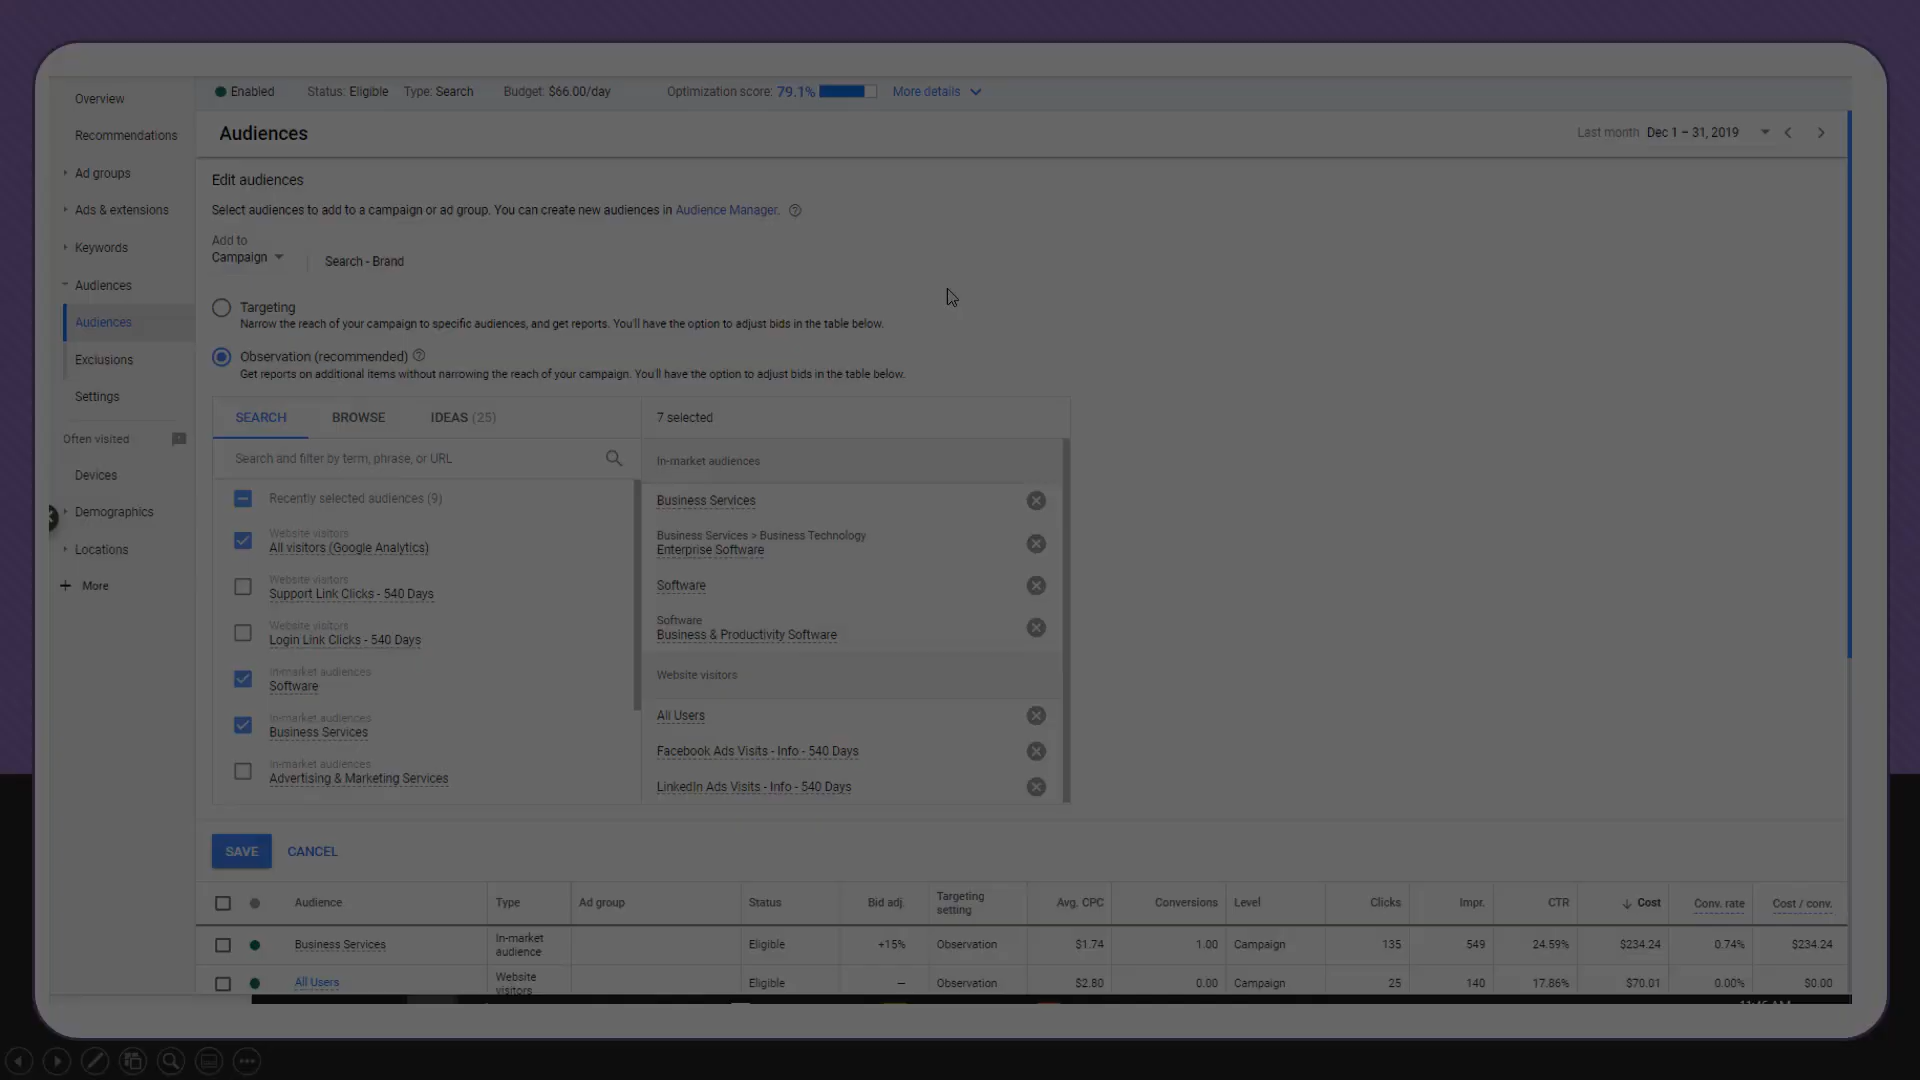 Overview
Recommendations
Ad groups
Ads & extensions
Keywords
Audiences
Audiences
Exclusions
Settings
Often visited
Devices
Demographics
Locations
+ More
Enabled Status: Eligible Type: Search Budget: $66.00/day Optimization score: 79.1% More details
Audiences
Last month Dec 1 – 31, 2019
Edit audiences
Select audiences to add to a campaign or ad group. You can create new audiences in Audience Manager. ?
Add to
Campaign Search - Brand
Targeting
Narrow the reach of your campaign to specific audiences, and get reports. You'll have the option to adjust bids in the table below.
Observation (recommended) ?
Get reports on additional items without narrowing the reach of your campaign. You'll have the option to adjust bids in the table below.
SEARCH BROWSE IDEAS (25)
Search and filter by term, phrase, or URL
Recently selected audiences (9)
Website visitors
All visitors (Google Analytics)
Website visitors
Support Link Clicks - 540 Days
Website visitors
Login Link Clicks - 540 Days
In-market audiences
Software
In-market audiences
Business Services
In-market audiences
Advertising & Marketing Services
7 selected
In-market audiences
Business Services
Business Services > Business Technology
Enterprise Software
Software
Software
Business & Productivity Software
Website visitors
All Users
Facebook Ads Visits - Info - 540 Days
LinkedIn Ads Visits - Info - 540 Days
SAVE CANCEL
Audience Type Ad group Status Bid adj. Targeting setting Avg. CPC Conversions Level Clicks Impr. CTR Cost Conv. rate Cost / conv.
Business Services In-market audience Eligible +15% Observation $1.74 1.00 Campaign 135 549 24.59% $234.24 0.74% $234.24
All Users Website visitors Eligible – Observation $2.80 0.00 Campaign 25 140 17.86% $70.01 0.00% $0.00